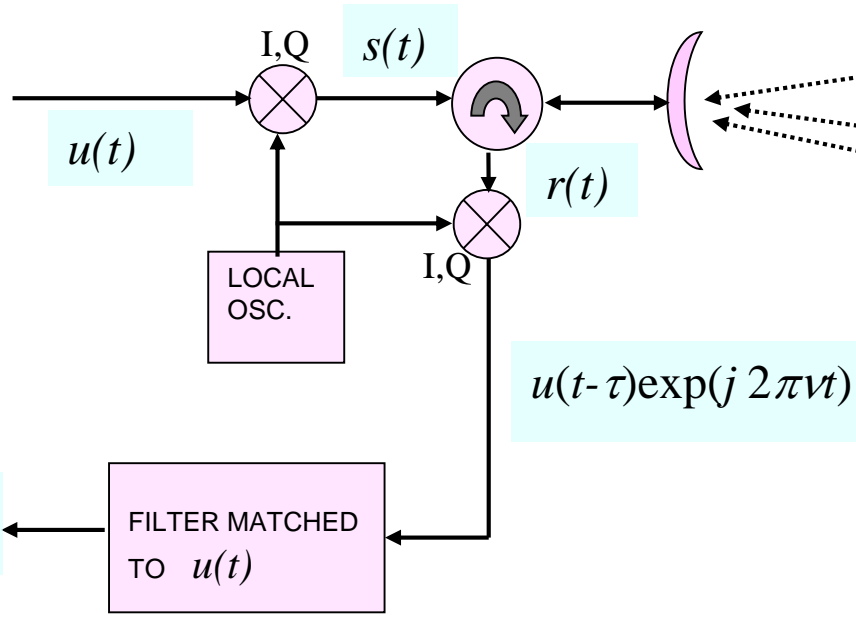 I,Q
s(t)
u(t)
r(t)
I,Q
LOCAL
OSC.
u(t-τ)exp(j 2πνt)
FILTER MATCHED
TO u(t)